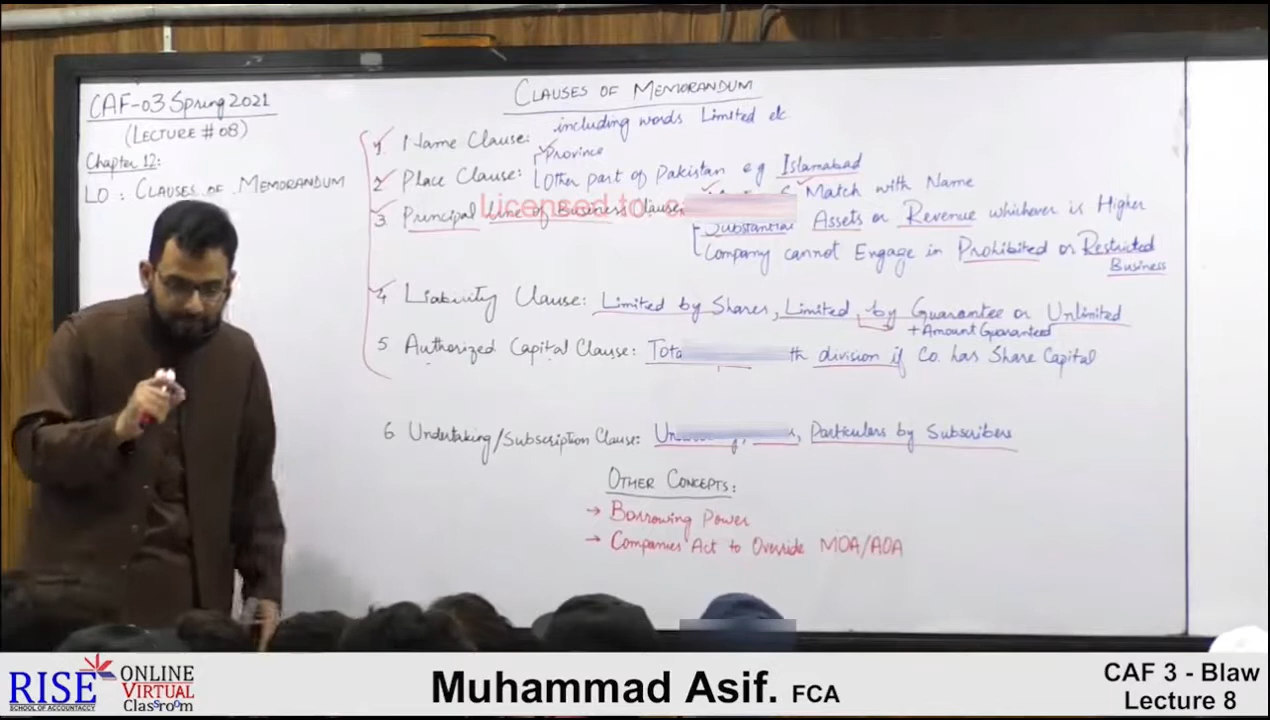 CLAUSES OF MEMORANDUM
CAF-03 Spring 2021
(LECTURE #08)
Chapter 12:
LO: CLAUSES OF MEMORANDUM
1. Name Clause: including words Limited etc
Province
2. Place Clause: Other part of Pakistan eg Islamabad
Match with Name
3 Principal line of Business Clause:
Licensed to
Substantial Assets or Revenue whichever is Higher
Company cannot Engage in Prohibited or Restricted
Business
4 Liability Clause: Limited by Shares, Limited by Guarantee or Unlimited
+Amount Guaranteed
5 Authorized Capital Clause: division if Co. has Share Capital
6 Undertaking/Subscription Clause: Particulars by Subscribers
OTHER CONCEPTS:
→ Borrowing Power
→ Companies Act to Override MOA/AOA
RISE ONLINE
VIRTUAL
SCHOOL OF ACCOUNTANCY Classroom
Muhammad Asif. FCA
CAF 3 - Blaw
Lecture 8